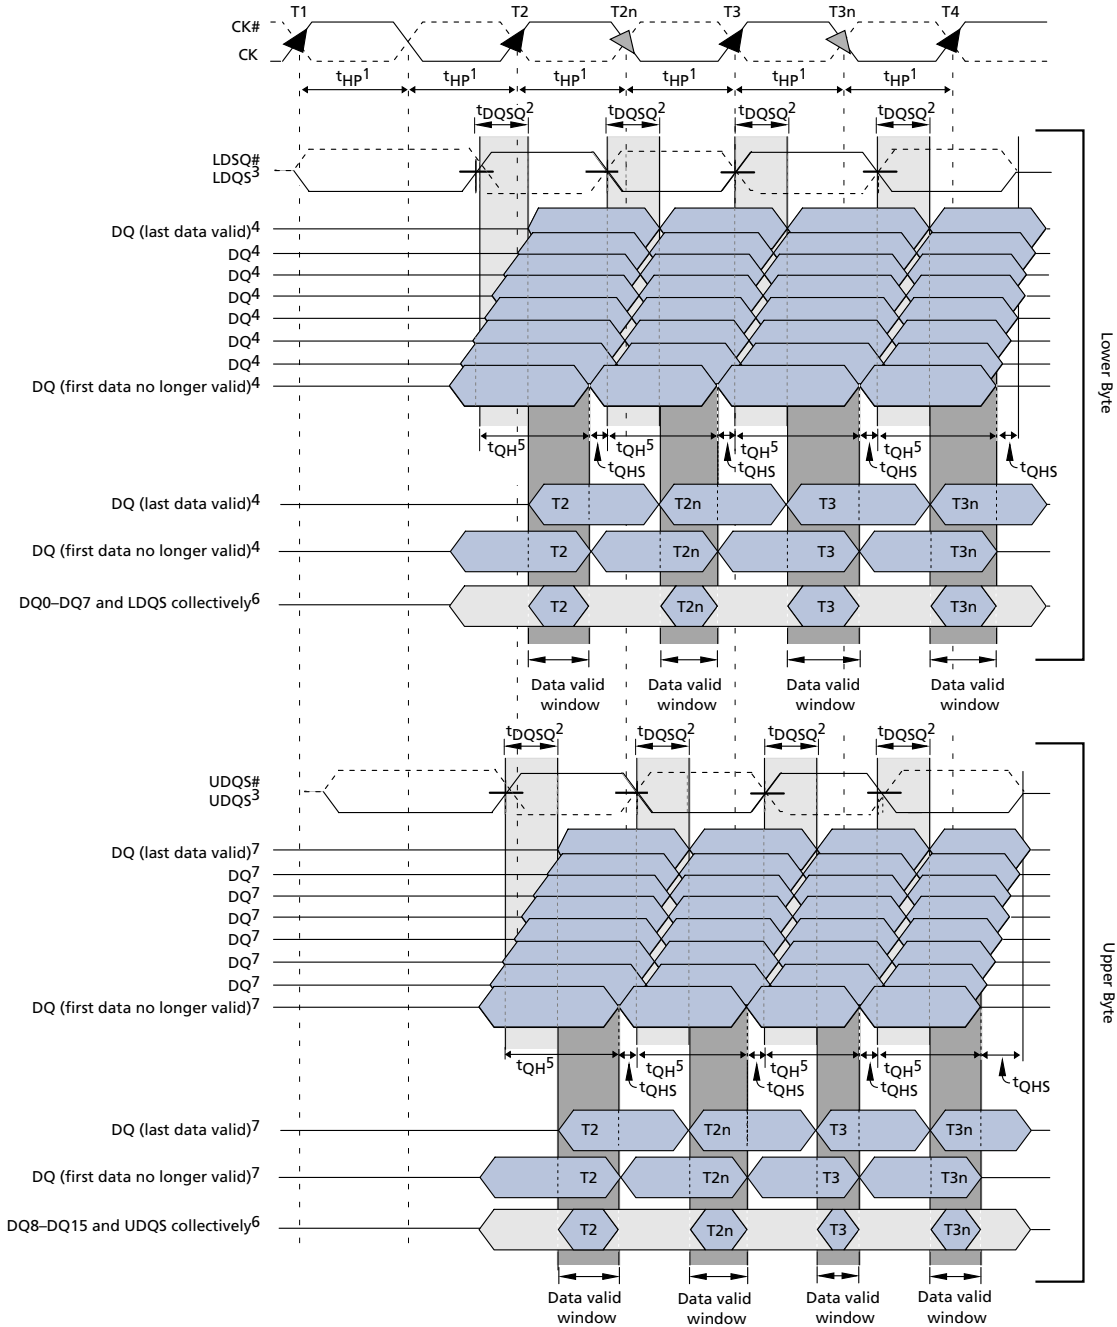 T1 T2 T2n T3 T3n T4
CK#
CK
tHP1 tHP1 tHP1 tHP1 tHP1 tHP1
tDQSQ2 tDQSQ2 tDQSQ2 tDQSQ2
LDSQ#
LDQS3
DQ (last data valid)4
DQ4
DQ4
DQ4
DQ4
DQ4
DQ4
DQ (first data no longer valid)4
Lower Byte
tQH5 tQH5 tQH5 tQH5
tQHS tQHS tQHS tQHS
DQ (last data valid)4 T2 T2n T3 T3n
DQ (first data no longer valid)4 T2 T2n T3 T3n
DQ0–DQ7 and LDQS collectively6 T2 T2n T3 T3n
Data valid window Data valid window Data valid window Data valid window
tDQSQ2 tDQSQ2 tDQSQ2 tDQSQ2
UDQS#
UDQS3
DQ (last data valid)7
DQ7
DQ7
DQ7
DQ7
DQ7
DQ7
DQ (first data no longer valid)7
Upper Byte
tQH5 tQH5 tQH5 tQH5
tQHS tQHS tQHS tQHS
DQ (last data valid)7 T2 T2n T3 T3n
DQ (first data no longer valid)7 T2 T2n T3 T3n
DQ8–DQ15 and UDQS collectively6 T2 T2n T3 T3n
Data valid window Data valid window Data valid window Data valid window